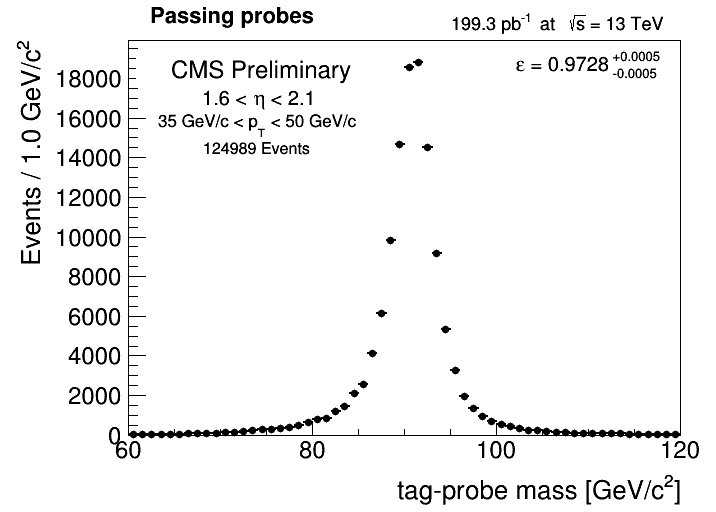 Passing probes
199.3 pb⁻¹ at √s = 13 TeV
CMS Preliminary
ε = 0.9728 +0.0005 -0.0005
1.6 < η < 2.1
35 GeV/c < p_T < 50 GeV/c
124989 Events
Events / 1.0 GeV/c²
18000
16000
14000
12000
10000
8000
6000
4000
2000
0
60 80 100 120
tag-probe mass [GeV/c²]